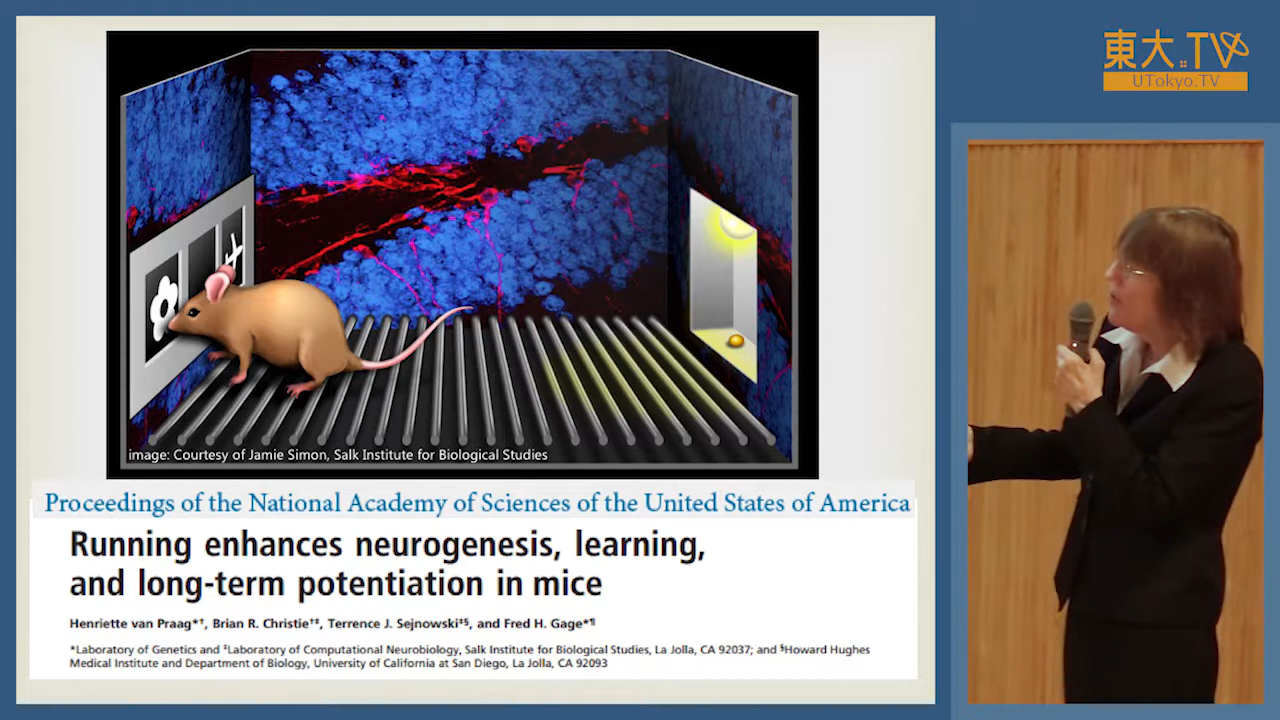 東大.TV
UTokyo.TV
image: Courtesy of Jamie Simon, Salk Institute for Biological Studies
Proceedings of the National Academy of Sciences of the United States of America
Running enhances neurogenesis, learning,
and long-term potentiation in mice
Henriette van Praag*†, Brian R. Christie†‡, Terrence J. Sejnowski‡§, and Fred H. Gage*¶
*Laboratory of Genetics and ‡Laboratory of Computational Neurobiology, Salk Institute for Biological Studies, La Jolla, CA 92037; and §Howard Hughes
Medical Institute and Department of Biology, University of California at San Diego, La Jolla, CA 92093